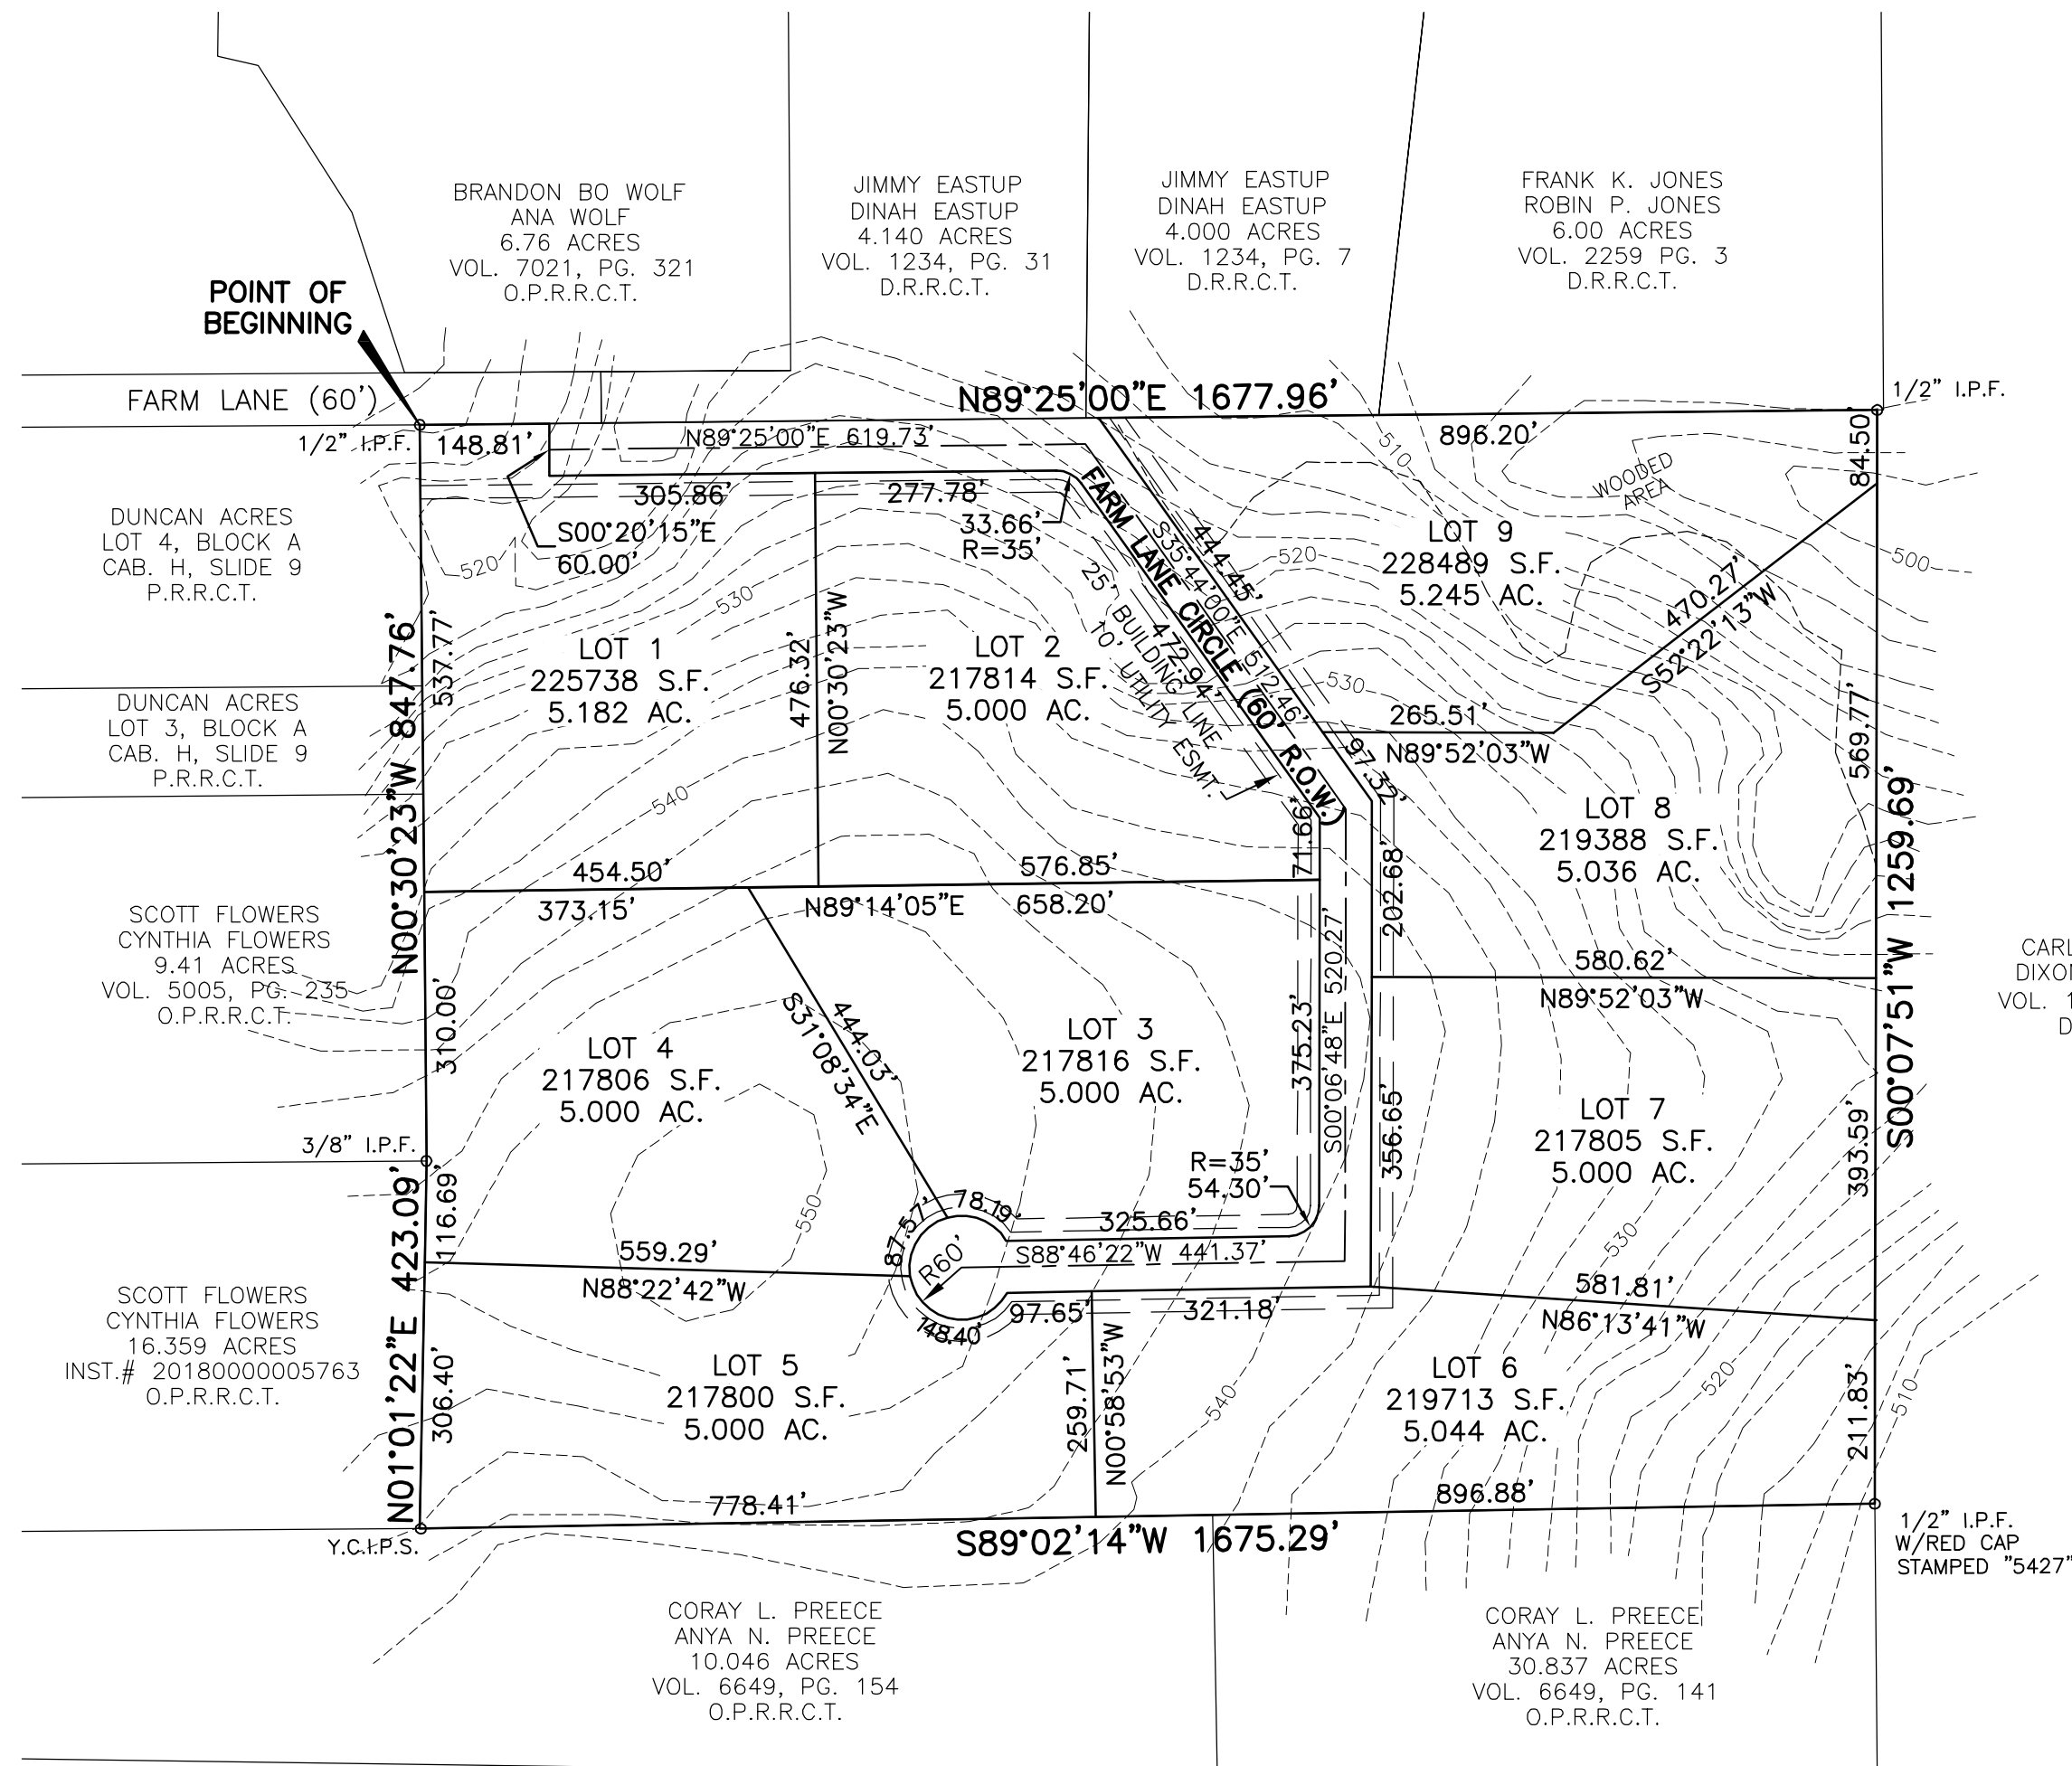 BRANDON BO WOLF
ANA WOLF
6.76 ACRES
VOL. 7021, PG. 321
O.P.R.R.C.T.
JIMMY EASTUP
DINAH EASTUP
4.140 ACRES
VOL. 1234, PG. 31
D.R.R.C.T.
JIMMY EASTUP
DINAH EASTUP
4.000 ACRES
VOL. 1234, PG. 7
D.R.R.C.T.
FRANK K. JONES
ROBIN P. JONES
6.00 ACRES
VOL. 2259 PG. 3
D.R.R.C.T.
POINT OF
BEGINNING
FARM LANE (60')
N89°25'00"E 1677.96'
1/2" I.P.F.
1/2" I.P.F.
148.81'
N89°25'00"E 619.73'
896.20'
84.50'
510
WOODED
AREA
305.86'
277.78'
33.66'
R=35'
S00°20'15"E
60.00'
520
530
DUNCAN ACRES
LOT 4, BLOCK A
CAB. H, SLIDE 9
P.R.R.C.T.
FARM LANE CIRCLE (60' R.O.W.)
S35°44'00"E 512.46'
444.45'
472.94'
25' BUILDING LINE
10' UTILITY ESMT.
LOT 9
228489 S.F.
5.245 AC.
520
500
470.27'
S52°22'13"W
LOT 1
225738 S.F.
5.182 AC.
476.32'
N00°30'23"W
LOT 2
217814 S.F.
5.000 AC.
530
265.51'
N89°52'03"W
97.32'
569.77'
N00°30'23"W 847.76'
537.77'
DUNCAN ACRES
LOT 3, BLOCK A
CAB. H, SLIDE 9
P.R.R.C.T.
540
LOT 8
219388 S.F.
5.036 AC.
71.66'
202.68'
S00°07'51"W 1259.69'
454.50'
576.85'
373.15'
N89°14'05"E
658.20'
SCOTT FLOWERS
CYNTHIA FLOWERS
9.41 ACRES
VOL. 5005, PG. 235
O.P.R.R.C.T.
580.62'
N89°52'03"W
VOL. 1
310.00'
LOT 4
217806 S.F.
5.000 AC.
444.03'
S31°08'34"E
LOT 3
217816 S.F.
5.000 AC.
375.23'
S00°06'48"E 520.27'
356.65'
LOT 7
217805 S.F.
5.000 AC.
393.59'
3/8" I.P.F.
R=35'
54.30'
78.19'
87.57'
R60'
325.66'
S88°46'22"W 441.37'
550
530
116.69'
N01°01'22"E 423.09'
559.29'
N88°22'42"W
148.40'
97.65'
321.18'
581.81'
N86°13'41"W
SCOTT FLOWERS
CYNTHIA FLOWERS
16.359 ACRES
INST.# 20180000005763
O.P.R.R.C.T.
306.40'
LOT 5
217800 S.F.
5.000 AC.
259.71'
N00°58'53"W
540
LOT 6
219713 S.F.
5.044 AC.
520
510
211.83'
778.41'
896.88'
Y.C.I.P.S.
S89°02'14"W 1675.29'
1/2" I.P.F.
W/RED CAP
STAMPED "5427"
CORAY L. PREECE
ANYA N. PREECE
10.046 ACRES
VOL. 6649, PG. 154
O.P.R.R.C.T.
CORAY L. PREECE
ANYA N. PREECE
30.837 ACRES
VOL. 6649, PG. 141
O.P.R.R.C.T.